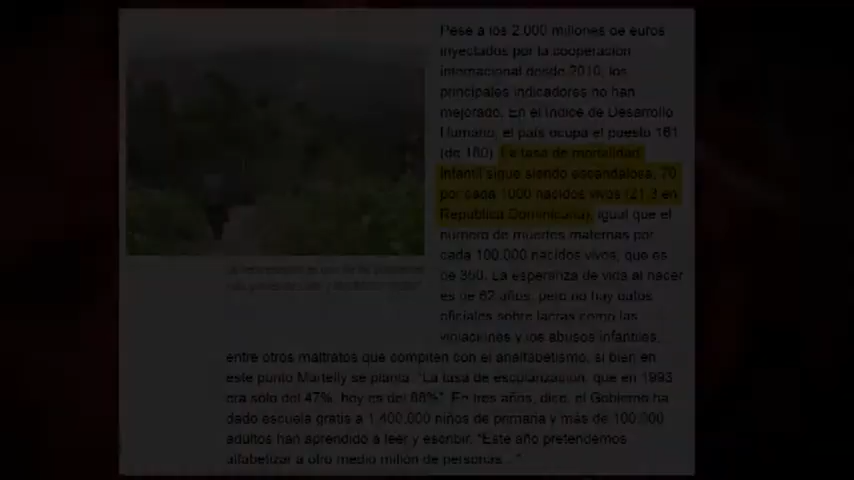 Pese a los 2.000 millones de euros
inyectados por la cooperación
internacional desde 2010, los
principales indicadores no han
mejorado. En el Índice de Desarrollo
Humano, el país ocupa el puesto 161
(de 180). La tasa de mortalidad
infantil sigue siendo escandalosa, 70
por cada 1000 nacidos vivos (21,3 en
República Dominicana), igual que el
número de muertes maternas por
cada 100.000 nacidos vivos, que es
de 350. La esperanza de vida al nacer
es de 62 años, pero no hay datos
oficiales sobre lacras como las
violaciones y los abusos infantiles,
entre otros maltratos que compiten con el analfabetismo, si bien en
este punto Martelly se planta. "La tasa de escolarización, que en 1993
era solo del 47%, hoy es del 88%". En tres años, dice, el Gobierno ha
dado escuela gratis a 1.400.000 niños de primaria y más de 100.000
adultos han aprendido a leer y escribir. "Este año pretendemos
alfabetizar a otro medio millón de personas..."